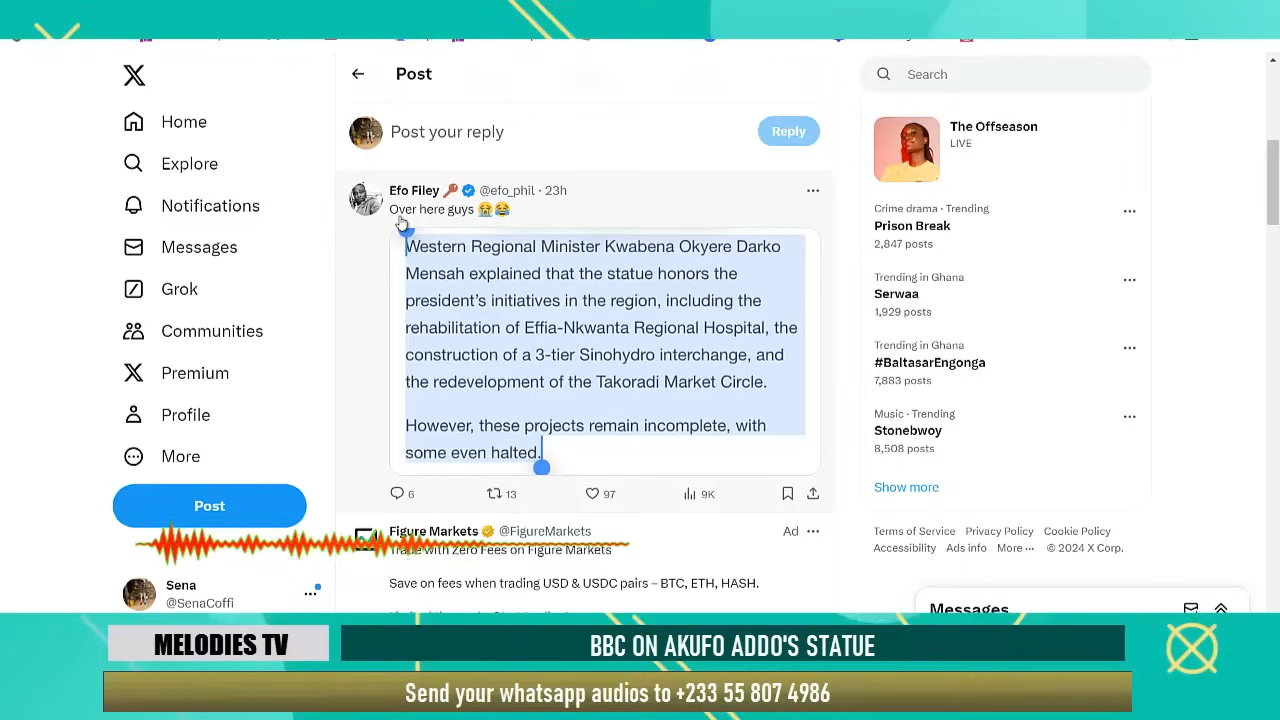 Post
Search
Home
Explore
Notifications
Messages
Grok
Communities
Premium
Profile
More
Post
Sena
@SenaCoffi
Post your reply
Reply
Efo Filey 🔑 @efo_phil · 23h
Over here guys 😭😂
Western Regional Minister Kwabena Okyere Darko
Mensah explained that the statue honors the
president's initiatives in the region, including the
rehabilitation of Effia-Nkwanta Regional Hospital, the
construction of a 3-tier Sinohydro interchange, and
the redevelopment of the Takoradi Market Circle.
However, these projects remain incomplete, with
some even halted.
6
13
97
9K
Figure Markets @FigureMarkets
Ad
Trade with Zero Fees on Figure Markets
Save on fees when trading USD & USDC pairs – BTC, ETH, HASH.
The Offseason
LIVE
Crime drama · Trending
Prison Break
2,847 posts
Trending in Ghana
Serwaa
1,929 posts
Trending in Ghana
#BaltasarEngonga
7,883 posts
Music · Trending
Stonebwoy
8,508 posts
Show more
Terms of Service Privacy Policy Cookie Policy
Accessibility Ads info More ··· © 2024 X Corp.
Messages
MELODIES TV
BBC ON AKUFO ADDO'S STATUE
Send your whatsapp audios to +233 55 807 4986